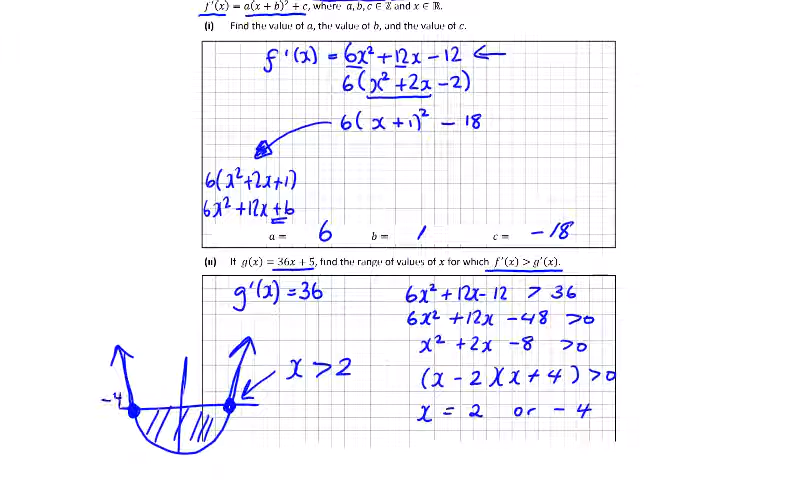 f'(x) = a(x + b)² + c, where a, b, c ∈ ℤ and x ∈ ℝ.
(i) Find the value of a, the value of b, and the value of c.
f'(x) = 6x² + 12x - 12 ←
6(x² + 2x - 2)
6(x + 1)² - 18
6(x² + 2x + 1)
6x² + 12x + 6
a = 6 b = 1 c = -18
(ii) If g(x) = 36x + 5, find the range of values of x for which f'(x) > g'(x).
g'(x) = 36
6x² + 12x - 12 > 36
6x² + 12x - 48 > 0
x² + 2x - 8 > 0
(x - 2)(x + 4) > 0
x = 2 or - 4
x > 2
-4